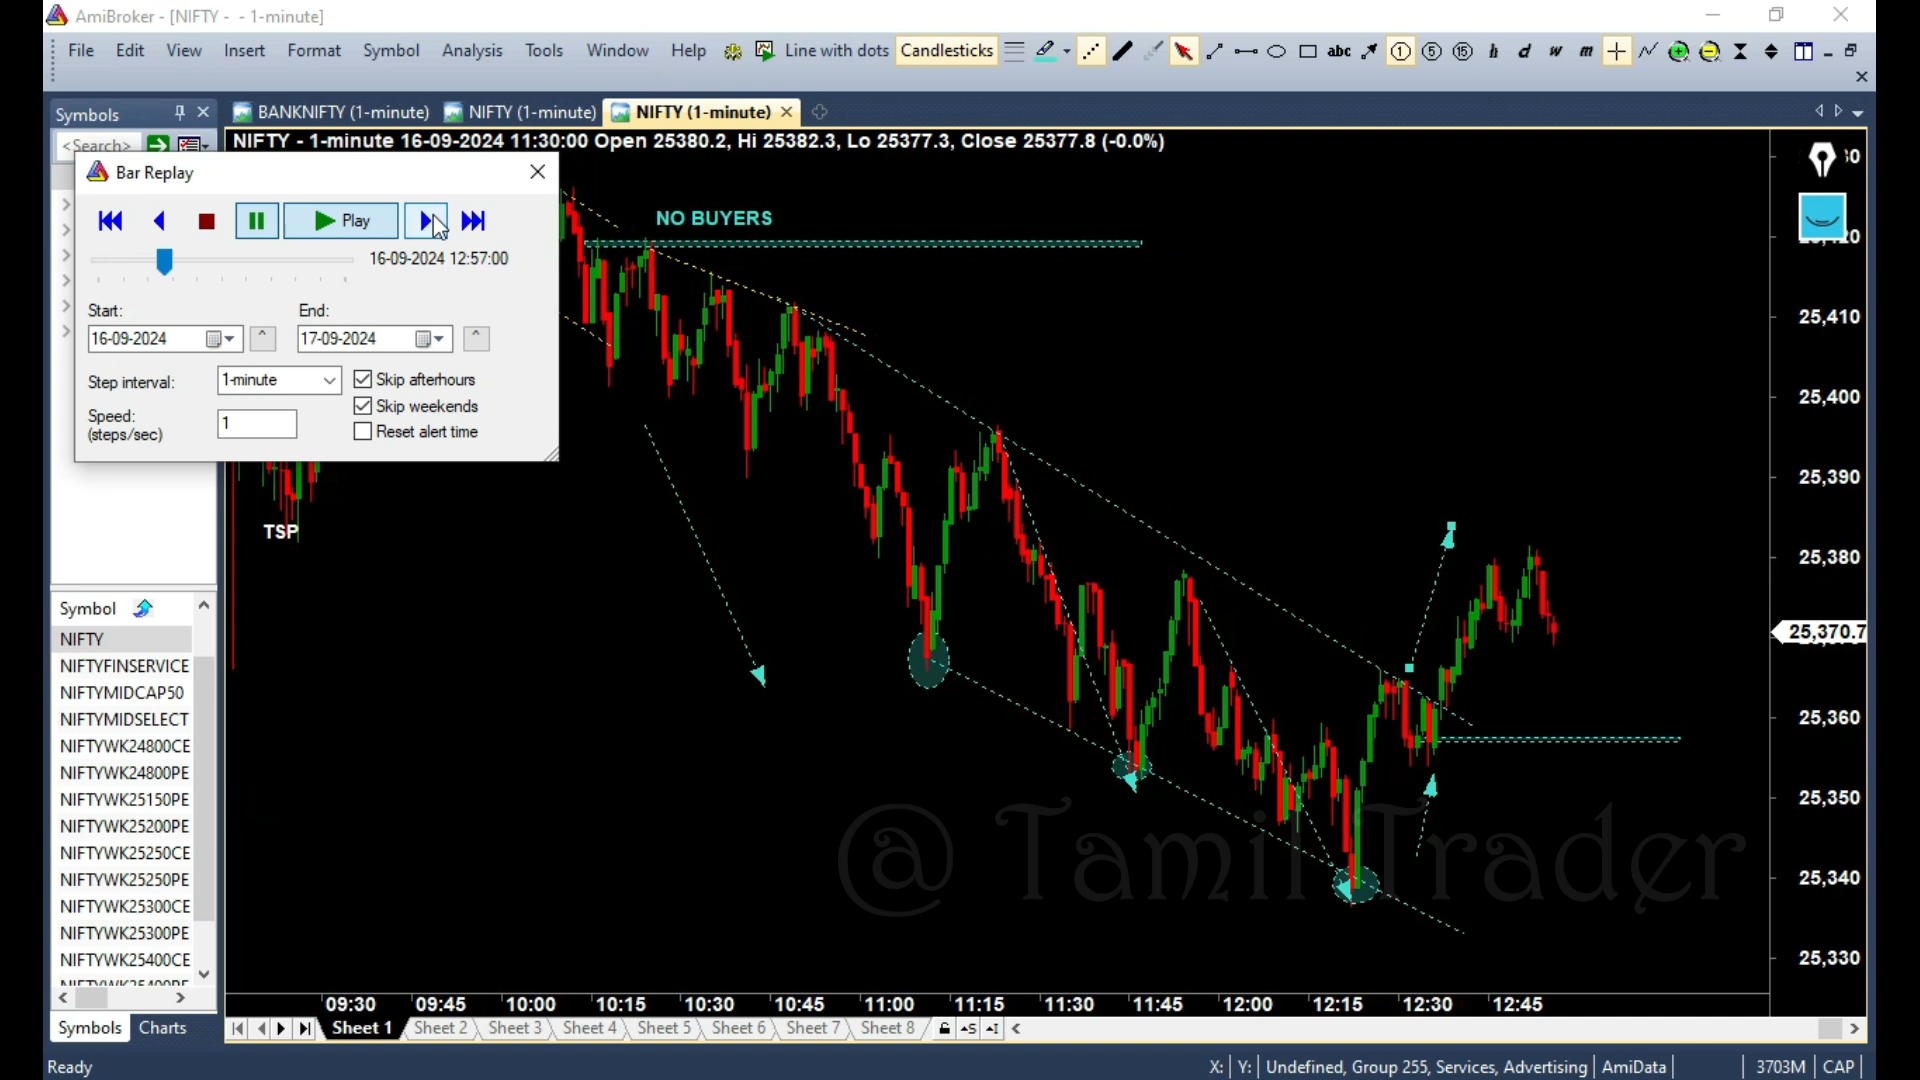 AmiBroker - [NIFTY - - 1-minute]
File Edit View Insert Format Symbol Analysis Tools Window Help Line with dots Candlesticks abc 1 5 15 h d w m
Symbols
BANKNIFTY (1-minute) NIFTY (1-minute) NIFTY (1-minute)
<Search>
NIFTY - 1-minute 16-09-2024 11:30:00 Open 25380.2, Hi 25382.3, Lo 25377.3, Close 25377.8 (-0.0%)
Bar Replay
Play
16-09-2024 12:57:00
Start: End:
16-09-2024 17-09-2024
Step interval: 1-minute Skip afterhours
Skip weekends
Speed: 1
(steps/sec) Reset alert time
NO BUYERS
TSP
25,410
25,400
25,390
25,380
25,370.7
25,360
25,350
25,340
25,330
@ Tamil Trader
Symbol
NIFTY
NIFTYFINSERVICE
NIFTYMIDCAP50
NIFTYMIDSELECT
NIFTYWK24800CE
NIFTYWK24800PE
NIFTYWK25150PE
NIFTYWK25200PE
NIFTYWK25250CE
NIFTYWK25250PE
NIFTYWK25300CE
NIFTYWK25300PE
NIFTYWK25400CE
NIFTYWK25400PE
09:30 09:45 10:00 10:15 10:30 10:45 11:00 11:15 11:30 11:45 12:00 12:15 12:30 12:45
Symbols Charts
Sheet 1 Sheet 2 Sheet 3 Sheet 4 Sheet 5 Sheet 6 Sheet 7 Sheet 8
Ready
X: Y: Undefined, Group 255, Services, Advertising AmiData 3703M CAP